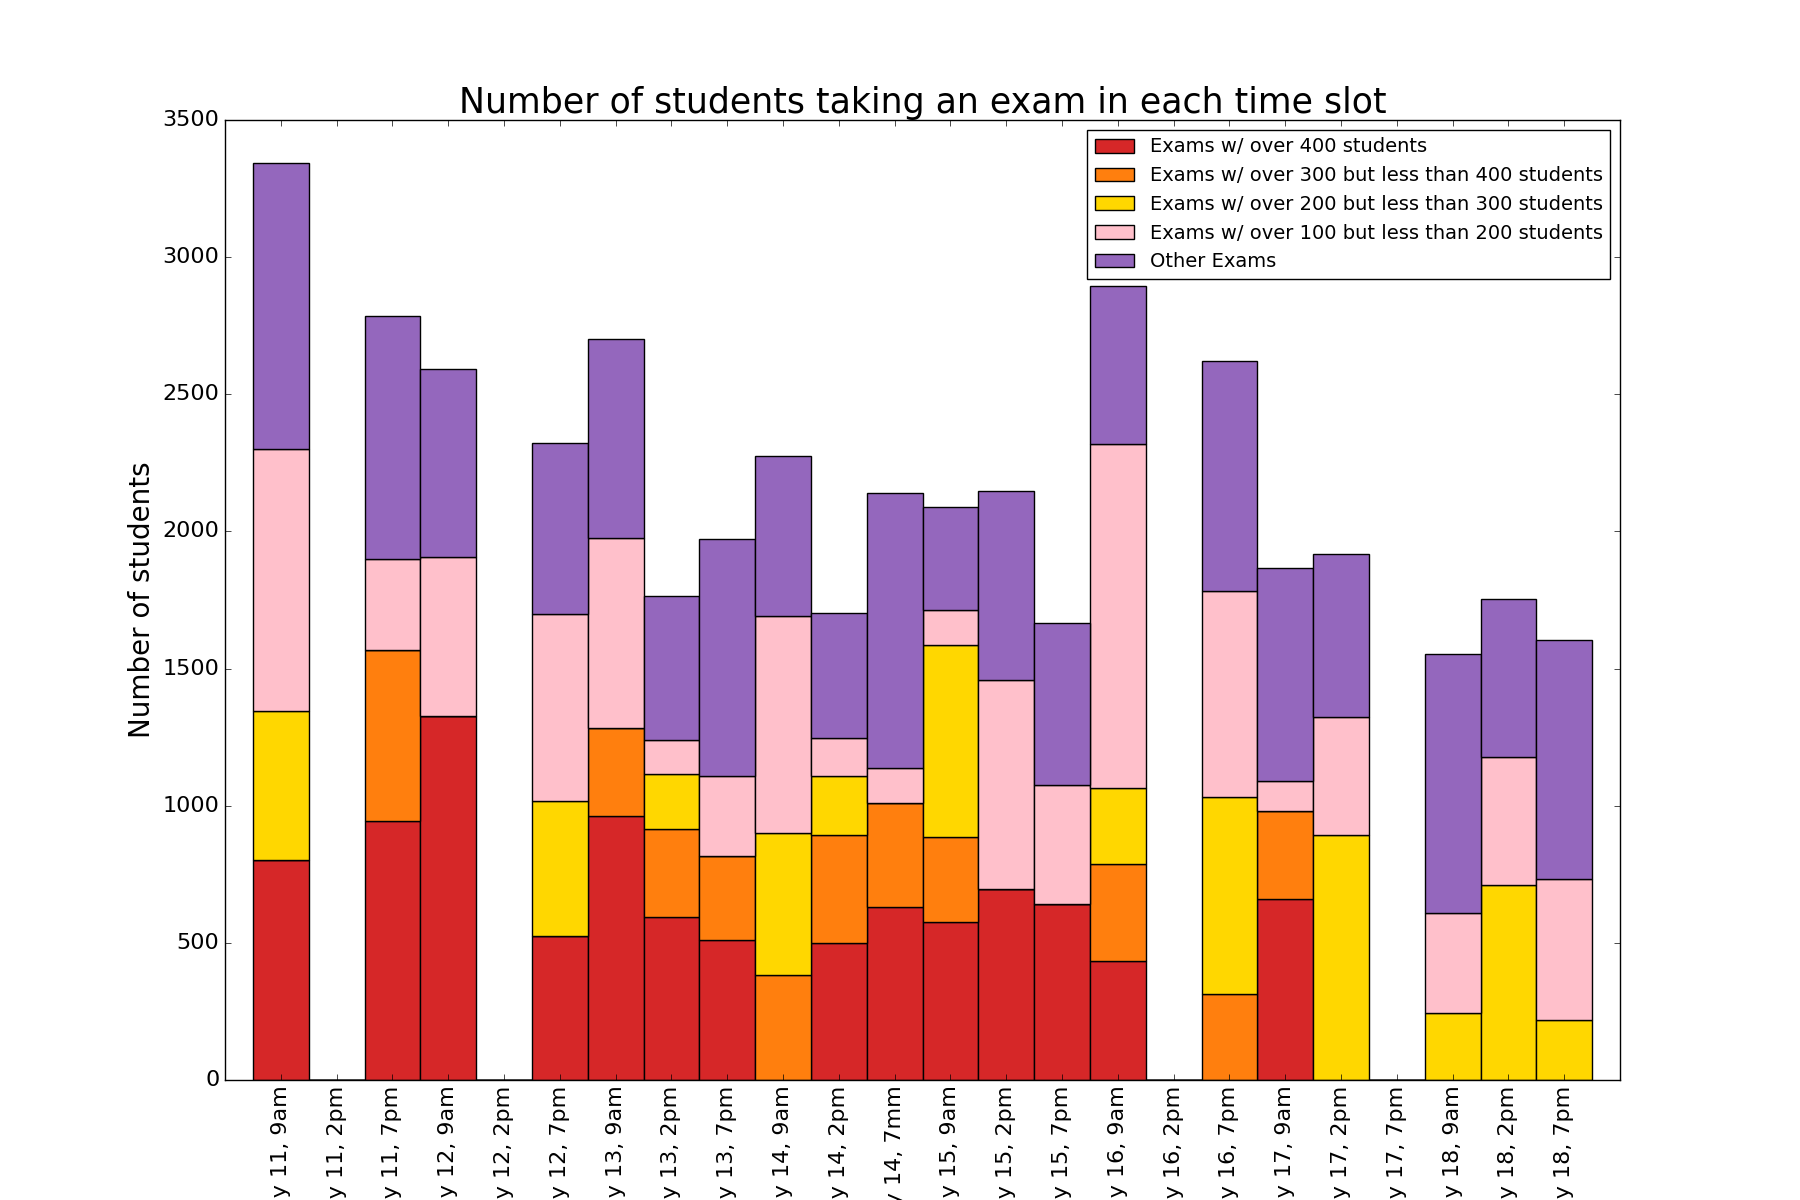 Number of students taking an exam in each time slot
Exams w/ over 400 students
Exams w/ over 300 but less than 400 students
Exams w/ over 200 but less than 300 students
Exams w/ over 100 but less than 200 students
Other Exams
Number of students
3500
3000
2500
2000
1500
1000
500
0
y 11, 9am
y 11, 2pm
y 11, 7pm
y 12, 9am
y 12, 2pm
y 12, 7pm
y 13, 9am
y 13, 2pm
y 13, 7pm
y 14, 9am
y 14, 2pm
y 14, 7mm
y 15, 9am
y 15, 2pm
y 15, 7pm
y 16, 9am
y 16, 2pm
y 16, 7pm
y 17, 9am
y 17, 2pm
y 17, 7pm
y 18, 9am
y 18, 2pm
y 18, 7pm